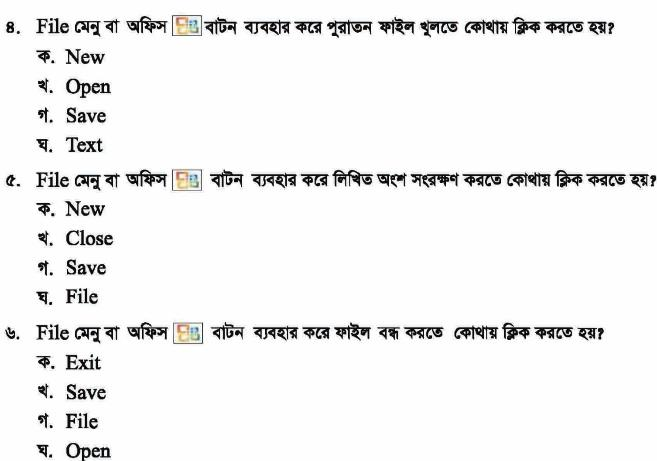 ৪. File মেনু বা অফিস বাটন ব্যবহার করে পুরাতন ফাইল খুলতে কোথায় ক্লিক করতে হয়?
ক. New
খ. Open
গ. Save
ঘ. Text
৫. File মেনু বা অফিস বাটন ব্যবহার করে লিখিত অংশ সংরক্ষণ করতে কোথায় ক্লিক করতে হয়?
ক. New
খ. Close
গ. Save
ঘ. File
৬. File মেনু বা অফিস বাটন ব্যবহার করে ফাইল বন্ধ করতে কোথায় ক্লিক করতে হয়?
ক. Exit
খ. Save
গ. File
ঘ. Open